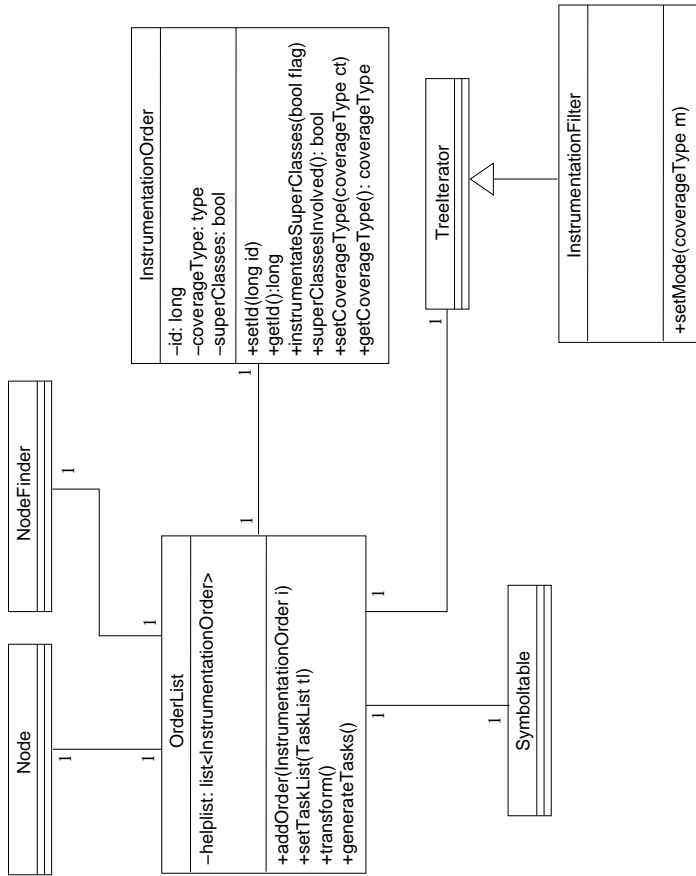 Node
NodeFinder
1
1
1
1
OrderList
–helplist: list<InstrumentationOrder>
+addOrder(InstrumentationOrder i)
+setTaskList(TaskList tl)
+transform()
+generateTasks()
1
1
InstrumentationOrder
–id: long
–coverageType: type
–superClasses: bool
+setId(long id)
+getId():long
+instrumentateSuperClasses(bool flag)
+superClassesInvolved(): bool
+setCoverageType(coverageType ct)
+getCoverageType(): coverageType
1
1
1
1
Symboltable
TreeIterator
InstrumentationFilter
+setMode(coverageType m)